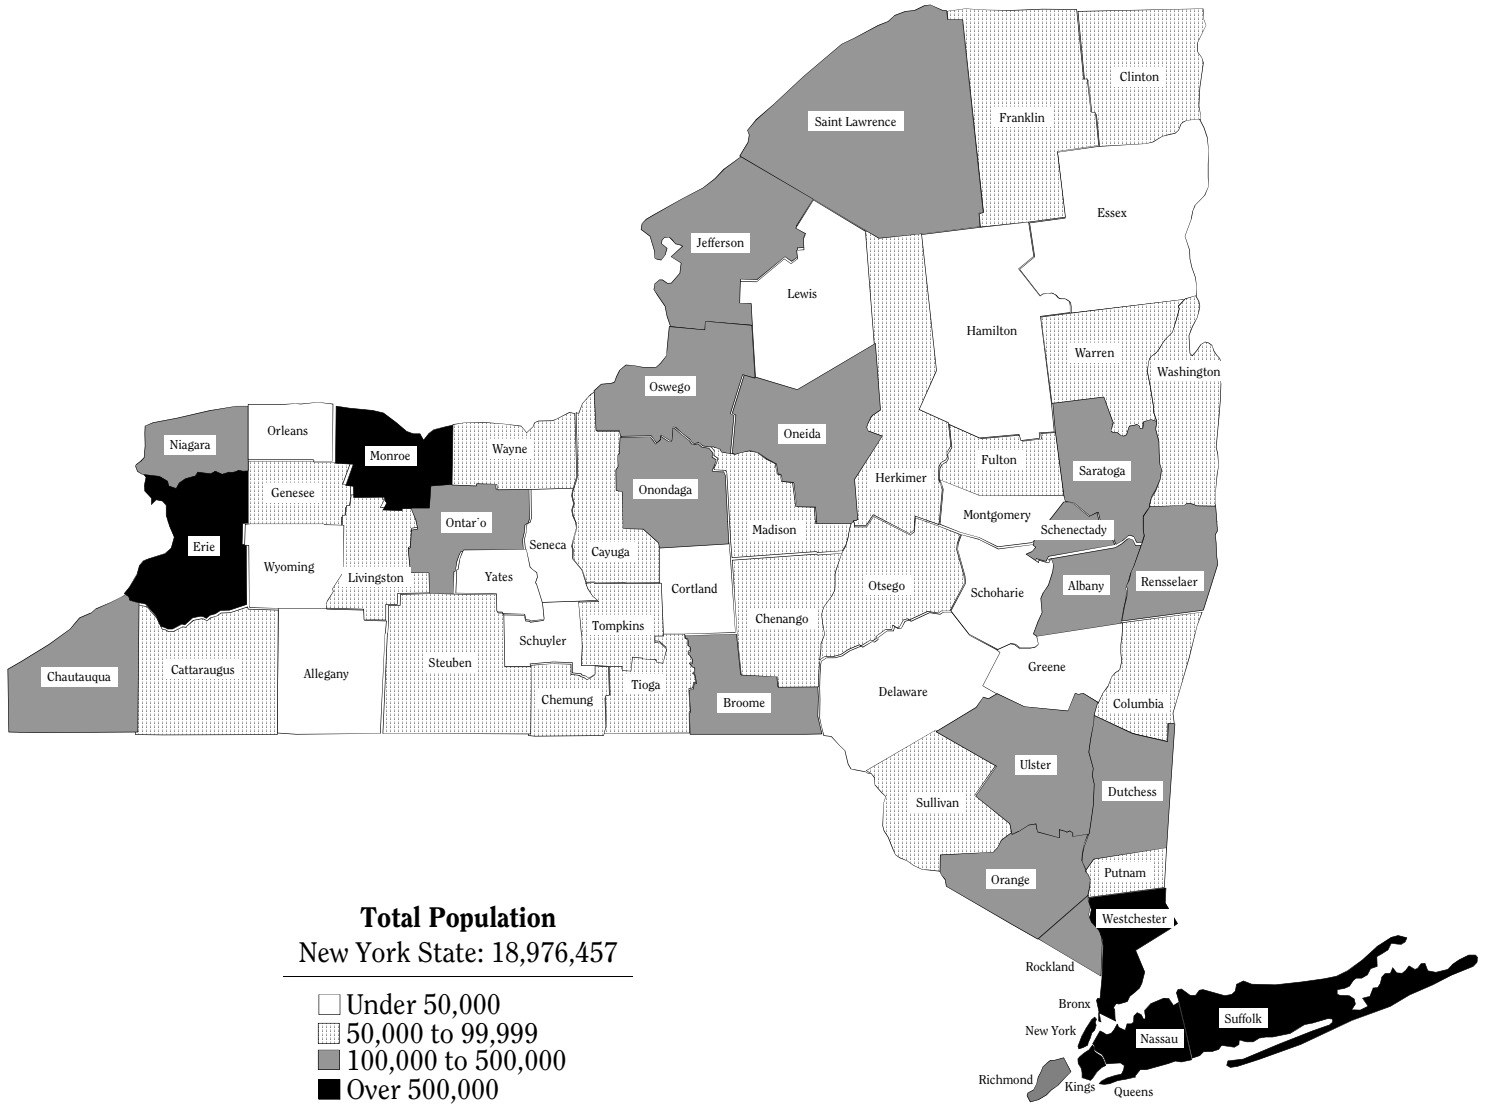 Clinton
Franklin
Saint Lawrence
Essex
Jefferson
Lewis
Hamilton
Warren
Washington
Oswego
Orleans
Oneida
Niagara
Monroe
Wayne
Fulton
Saratoga
Herkimer
Genesee
Onondaga
Montgomery
Ontario
Madison
Schenectady
Seneca
Erie
Cayuga
Wyoming
Livingston
Yates
Cortland
Otsego
Schoharie
Albany
Rensselaer
Chenango
Tompkins
Schuyler
Steuben
Greene
Cattaraugus
Allegany
Chautauqua
Tioga
Delaware
Chemung
Broome
Columbia
Ulster
Dutchess
Sullivan
Putnam
Orange
Westchester
Rockland
Bronx
Suffolk
New York
Nassau
Richmond
Kings
Queens
Total Population
New York State: 18,976,457
Under 50,000
50,000 to 99,999
100,000 to 500,000
Over 500,000